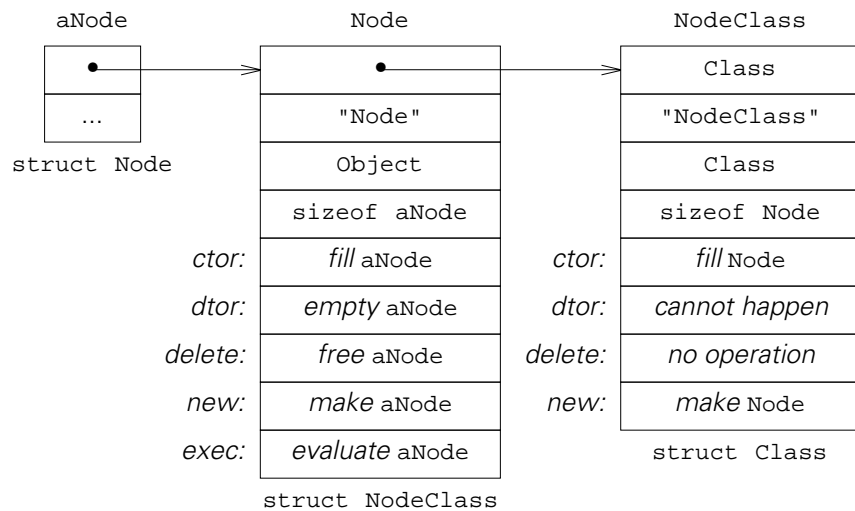 aNode Node NodeClass
Class
... "Node" "NodeClass"
struct Node Object Class
sizeof aNode sizeof Node
ctor: fill aNode ctor: fill Node
dtor: empty aNode dtor: cannot happen
delete: free aNode delete: no operation
new: make aNode new: make Node
exec: evaluate aNode struct Class
struct NodeClass